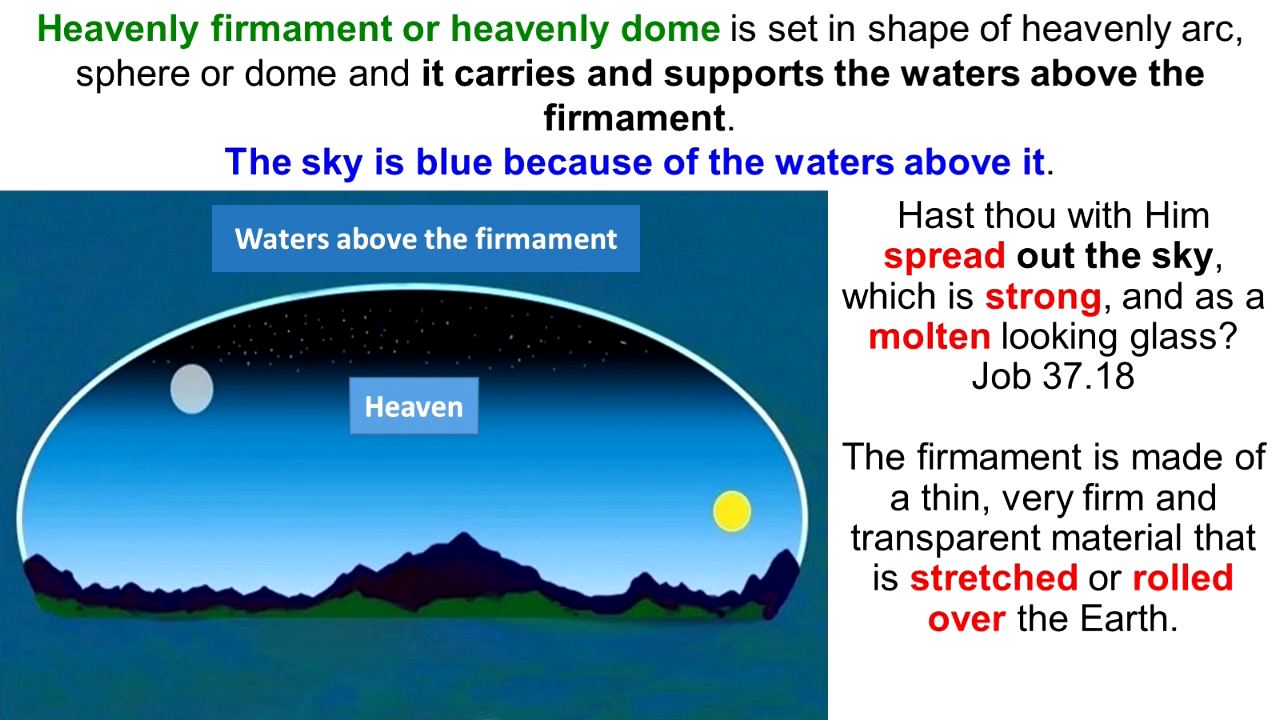 Heavenly firmament or heavenly dome is set in shape of heavenly arc,
sphere or dome and it carries and supports the waters above the
firmament.
The sky is blue because of the waters above it.
Waters above the firmament
Heaven
Hast thou with Him
spread out the sky,
which is strong, and as a
molten looking glass?
Job 37.18
The firmament is made of
a thin, very firm and
transparent material that
is stretched or rolled
over the Earth.